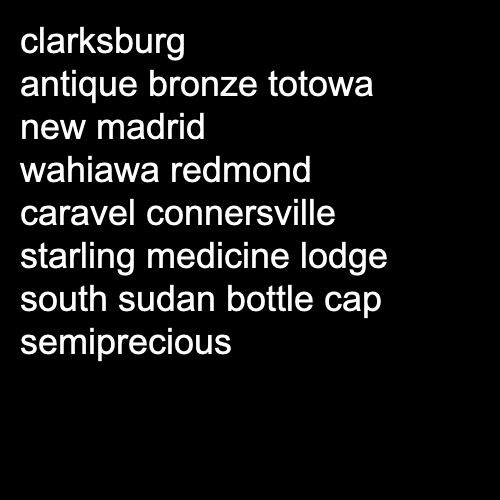 clarksburg
antique bronze totowa
new madrid
wahiawa redmond
caravel connersville
starling medicine lodge
south sudan bottle cap
semiprecious